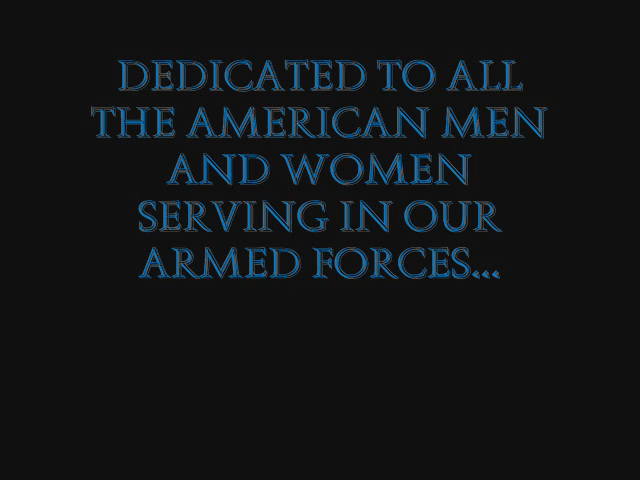 DEDICATED TO ALL
THE AMERICAN MEN
AND WOMEN
SERVING IN OUR
ARMED FORCES...